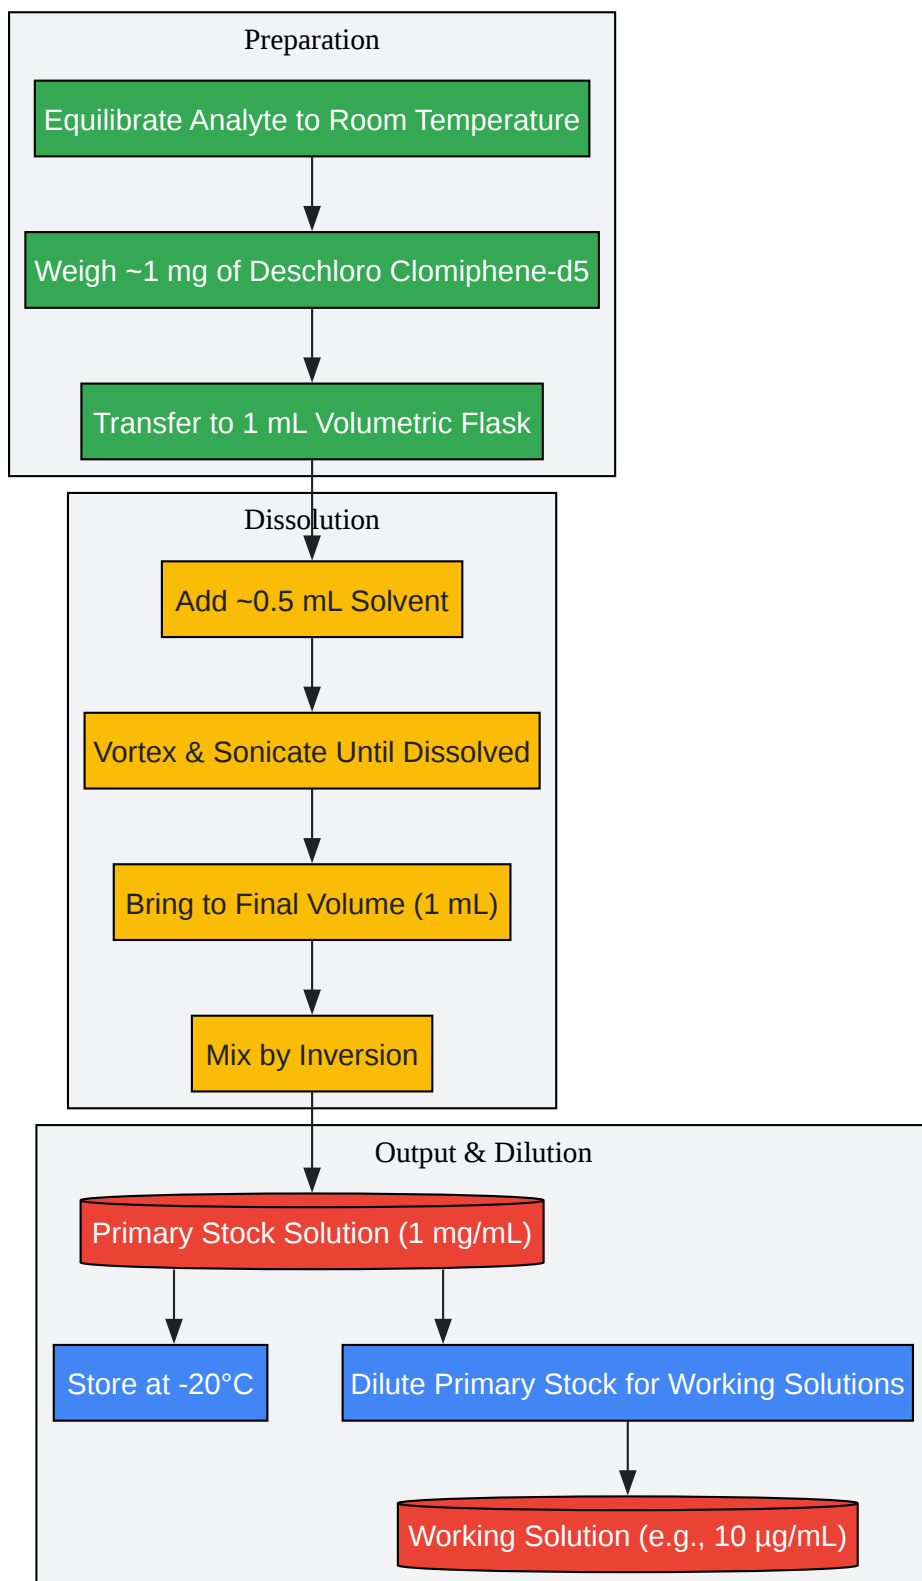 Preparation
Equilibrate Analyte to Room Temperature
Weigh ~1 mg of Deschloro Clomiphene-d5
Transfer to 1 mL Volumetric Flask
Dissolution
Add ~0.5 mL Solvent
Vortex & Sonicate Until Dissolved
Bring to Final Volume (1 mL)
Mix by Inversion
Output & Dilution
Primary Stock Solution (1 mg/mL)
Store at -20°C
Dilute Primary Stock for Working Solutions
Working Solution (e.g., 10 µg/mL)